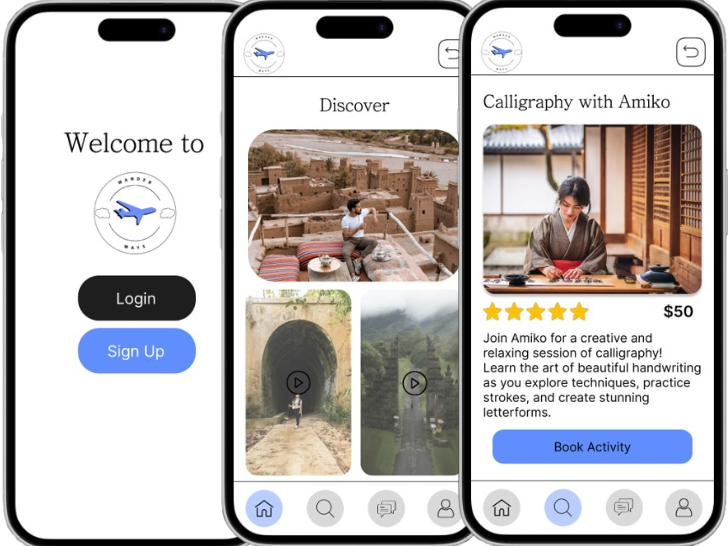 Welcome to
WANDER
WAYS
Login
Sign Up
WANDER
WAYS
Discover
WANDER
WAYS
Calligraphy with Amiko
$50
Join Amiko for a creative and
relaxing session of calligraphy!
Learn the art of beautiful handwriting
as you explore techniques, practice
strokes, and create stunning
letterforms.
Book Activity